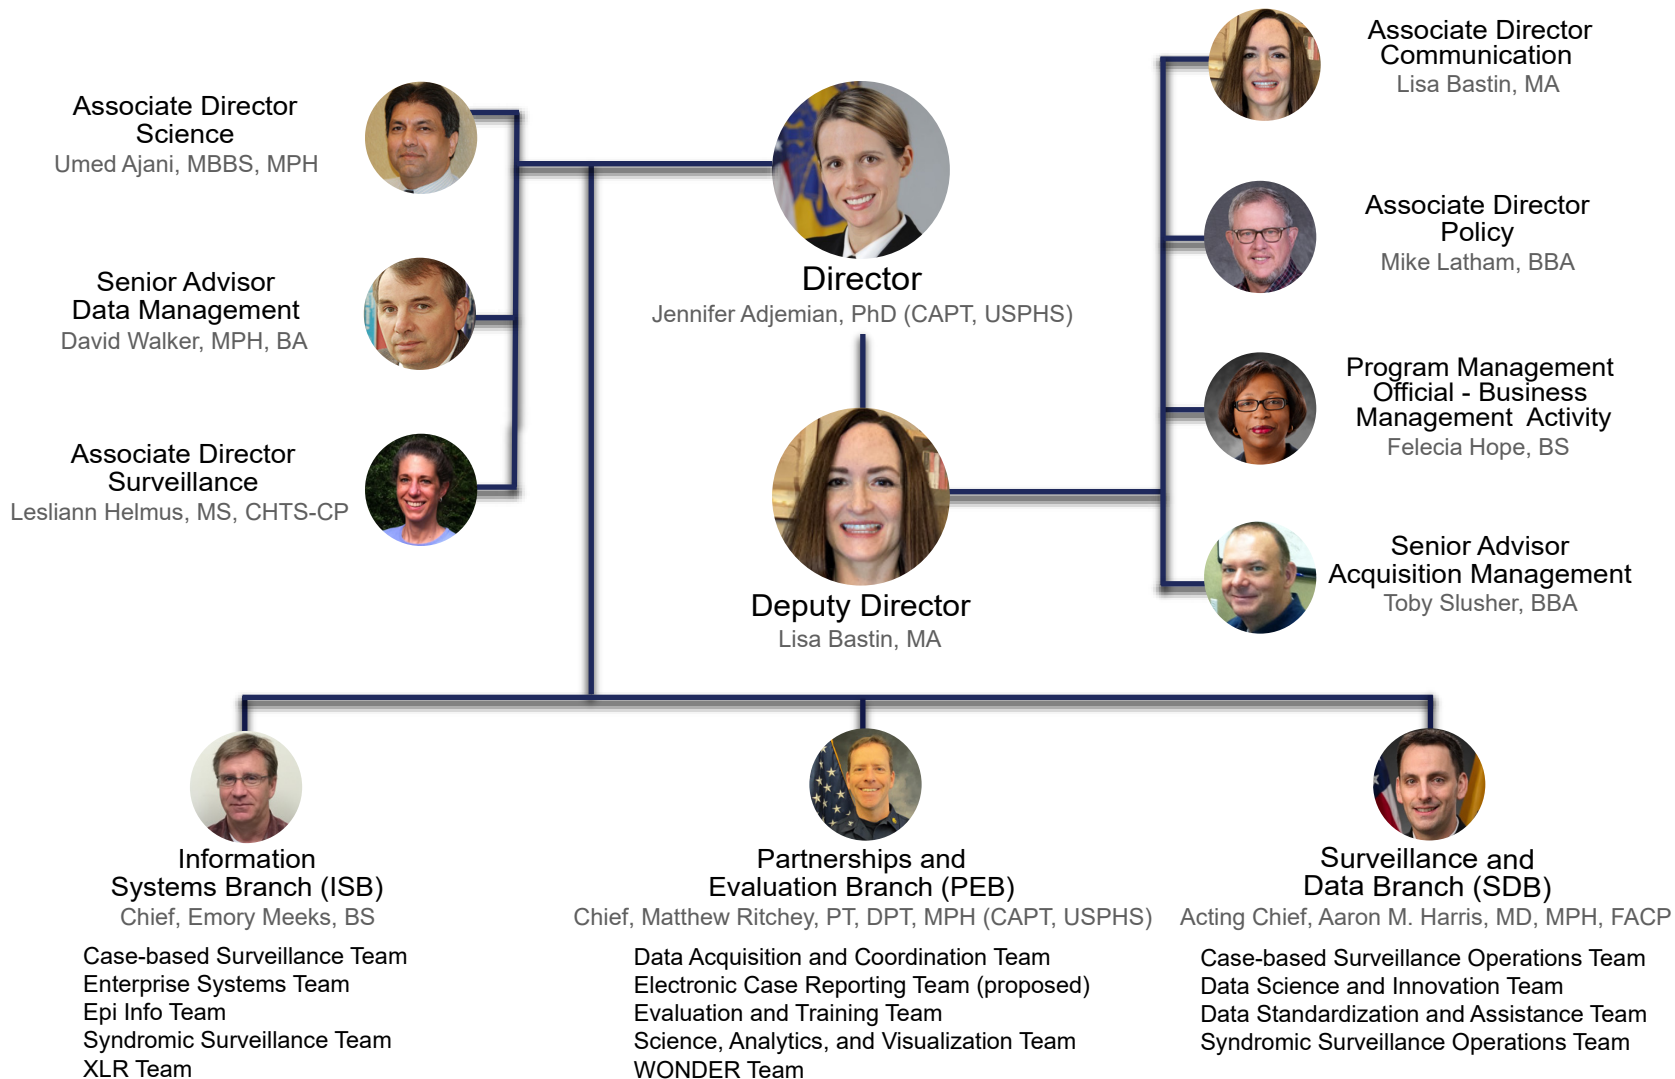 Associate Director
Science
Umed Ajani, MBBS, MPH
Senior Advisor
Data Management
David Walker, MPH, BA
Associate Director
Surveillance
Lesliann Helmus, MS, CHTS-CP
Director
Jennifer Adjemian, PhD (CAPT, USPHS)
Deputy Director
Lisa Bastin, MA
Associate Director
Communication
Lisa Bastin, MA
Associate Director
Policy
Mike Latham, BBA
Program Management
Official - Business
Management Activity
Felecia Hope, BS
Senior Advisor
Acquisition Management
Toby Slusher, BBA
Information
Systems Branch (ISB)
Chief, Emory Meeks, BS
Case-based Surveillance Team
Enterprise Systems Team
Epi Info Team
Syndromic Surveillance Team
XLR Team
Partnerships and
Evaluation Branch (PEB)
Chief, Matthew Ritchey, PT, DPT, MPH (CAPT, USPHS)
Data Acquisition and Coordination Team
Electronic Case Reporting Team (proposed)
Evaluation and Training Team
Science, Analytics, and Visualization Team
WONDER Team
Surveillance and
Data Branch (SDB)
Acting Chief, Aaron M. Harris, MD, MPH, FACP
Case-based Surveillance Operations Team
Data Science and Innovation Team
Data Standardization and Assistance Team
Syndromic Surveillance Operations Team